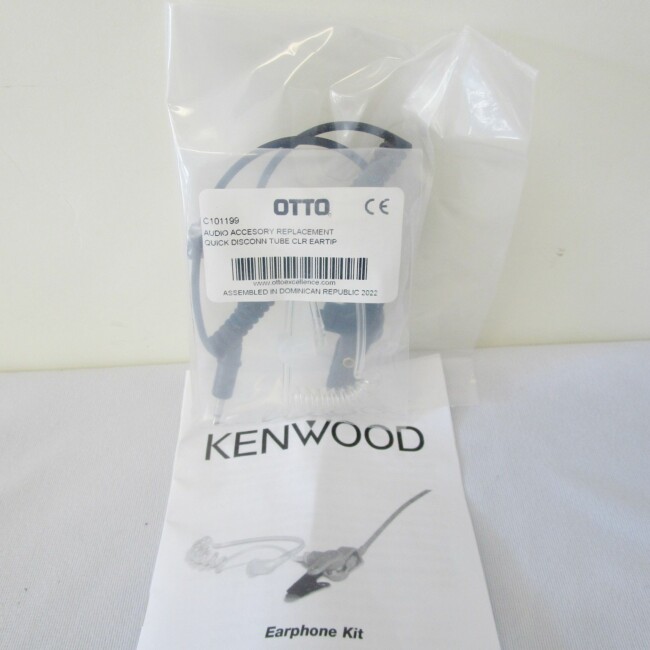 OTTO CE
C101199
AUDIO ACCESORY REPLACEMENT
QUICK DISCONN TUBE CLR EARTIP
www.ottoexcellence.com
ASSEMBLED IN DOMINICAN REPUBLIC 2022
KENWOOD
Earphone Kit